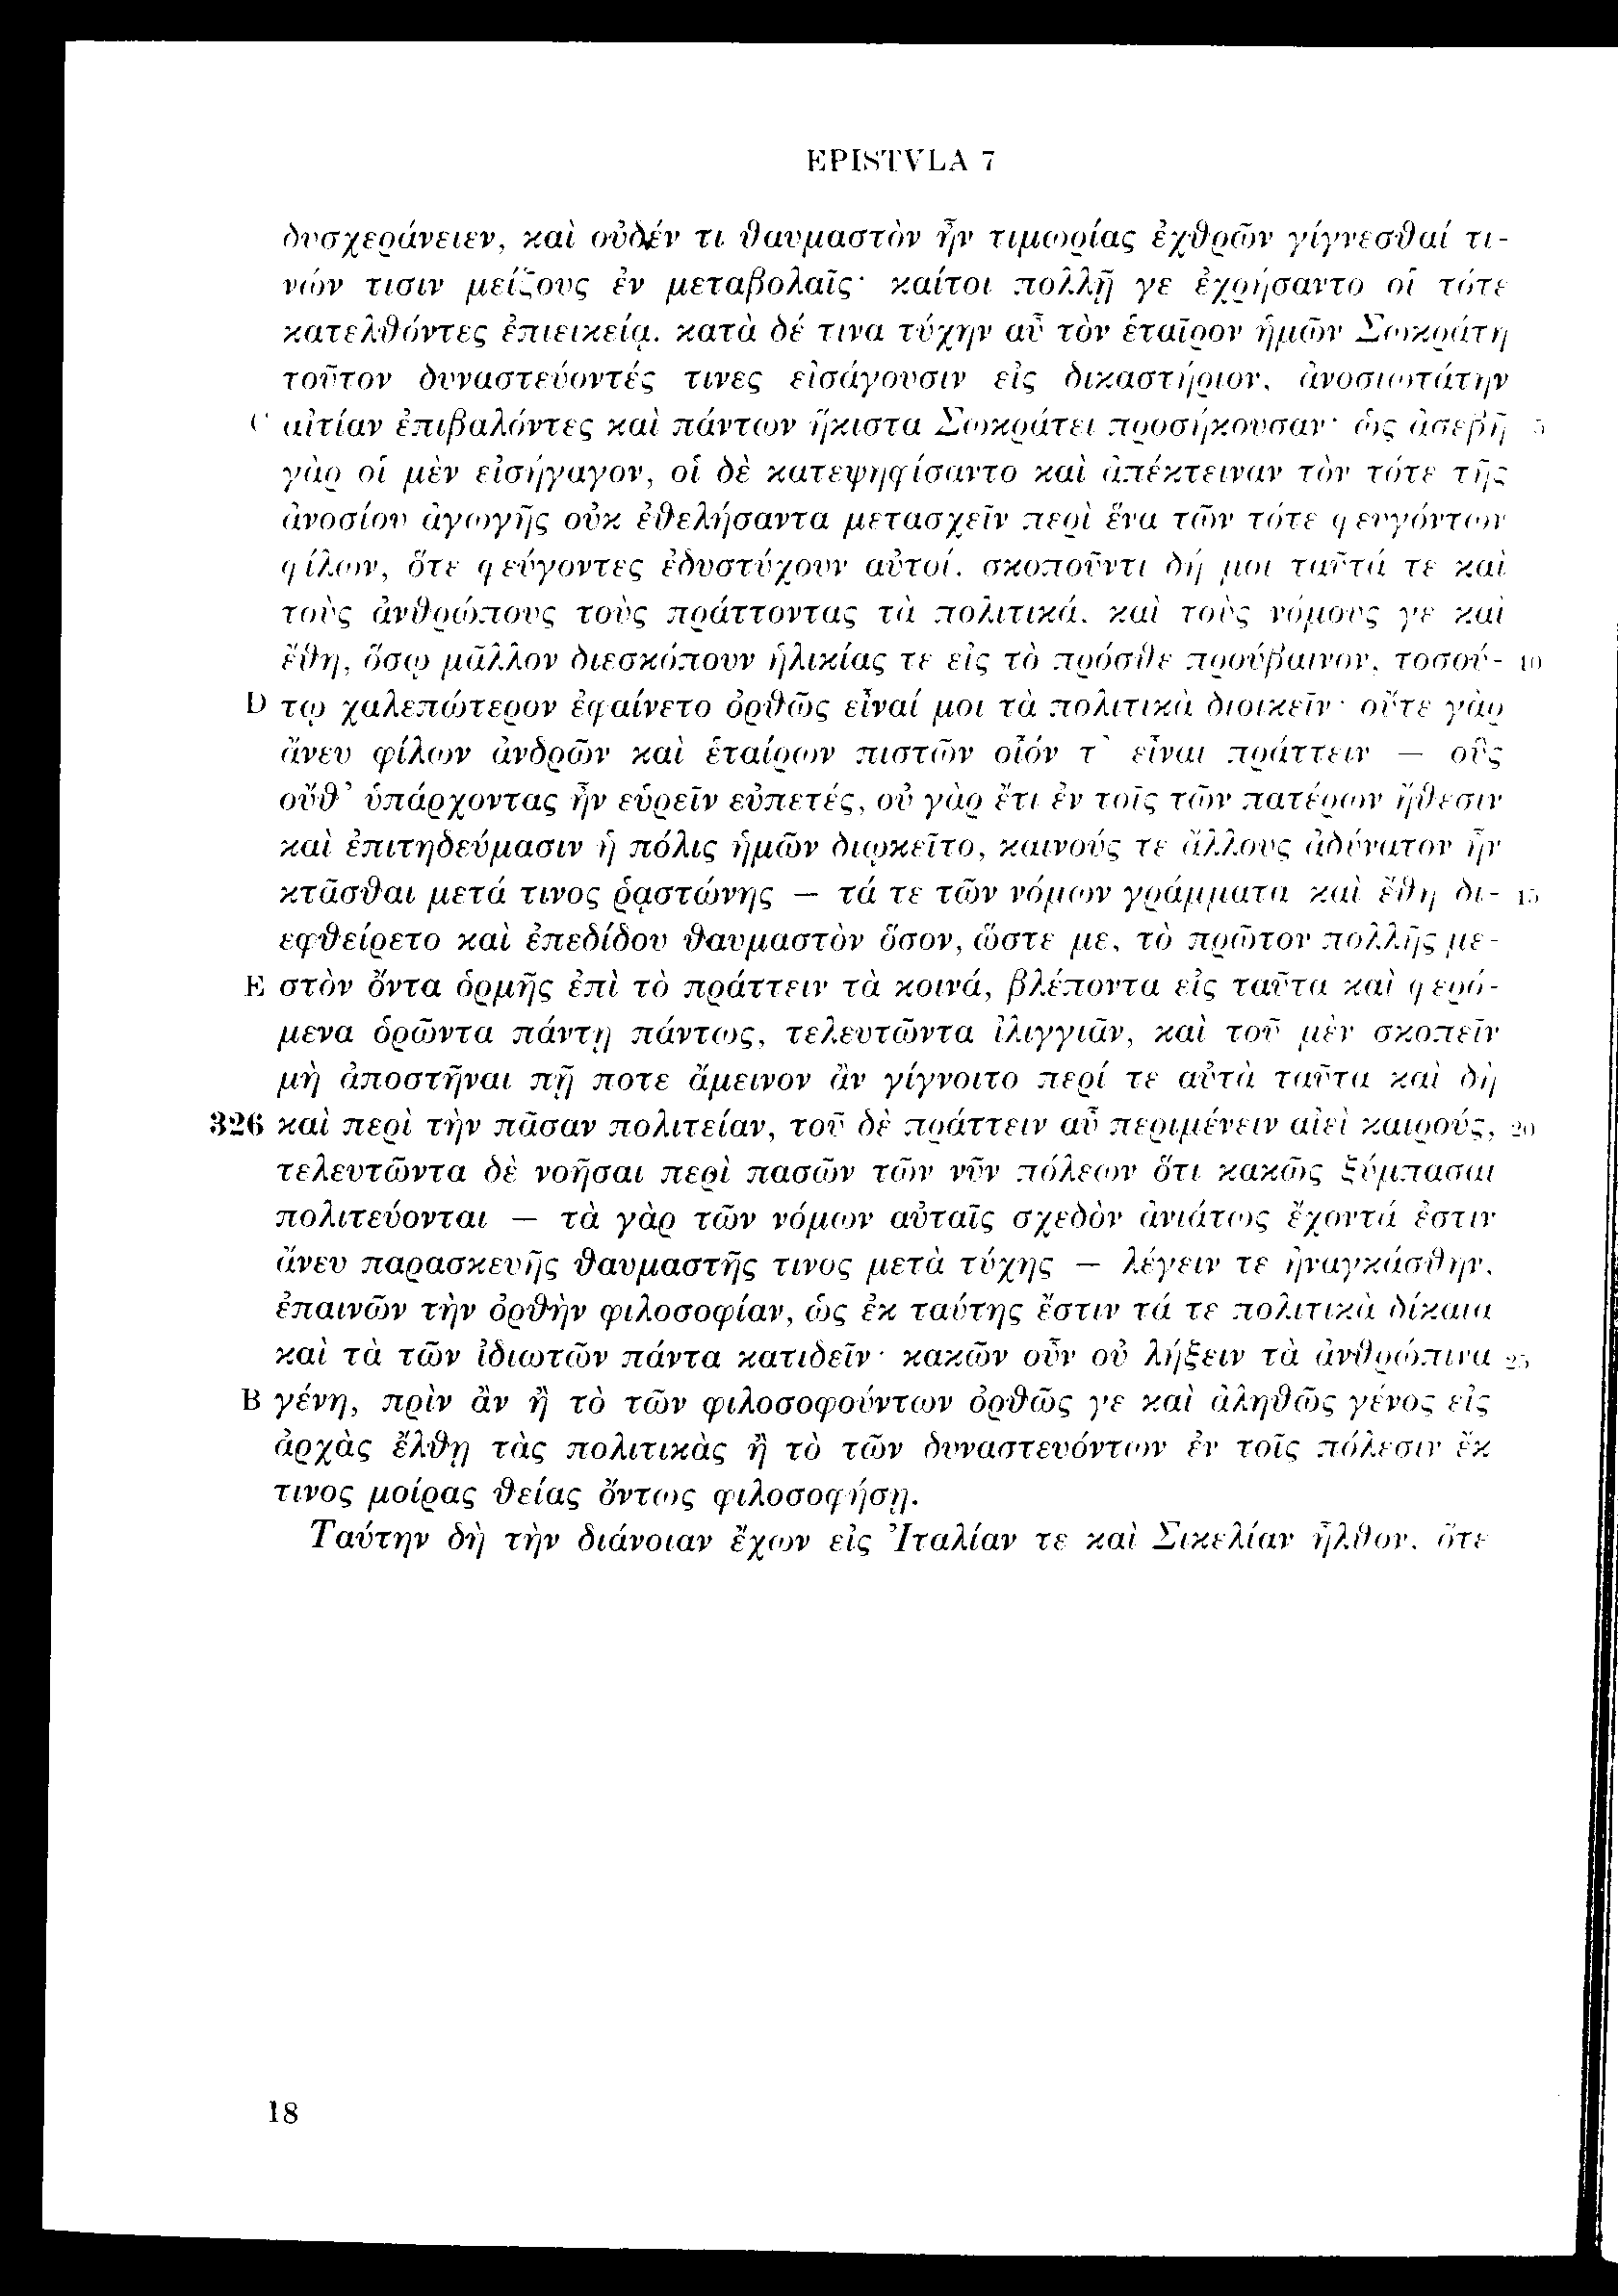 EPISTVLA 7
δυσχεράνειεν, καὶ οὐδέν τι θαυμαστὸν ἦν τιμωρίας ἐχθρῶν γίγνεσθαί τι-
νών τισιν μείζους ἐν μεταβολαῖς· καίτοι πολλῇ γε ἐχρήσαντο οἱ τότε
κατελθόντες ἐπιεικείᾳ. κατὰ δέ τινα τύχην αὖ τὸν ἑταῖρον ἡμῶν Σωκράτη
τοῦτον δυναστεύοντές τινες εἰσάγουσιν εἰς δικαστήριον, ἀνοσιωτάτην
C αἰτίαν ἐπιβαλόντες καὶ πάντων ἥκιστα Σωκράτει προσήκουσαν· ὡς ἀσεβῆ 5
γὰρ οἱ μὲν εἰσήγαγον, οἱ δὲ κατεψηφίσαντο καὶ ἀπέκτειναν τὸν τότε τῆς
ἀνοσίου ἀγωγῆς οὐκ ἐθελήσαντα μετασχεῖν περὶ ἕνα τῶν τότε φευγόντων
φίλων, ὅτε φεύγοντες ἐδυστύχουν αὐτοί. σκοποῦντι δή μοι ταῦτά τε καὶ
τοὺς ἀνθρώπους τοὺς πράττοντας τὰ πολιτικά, καὶ τοὺς νόμους γε καὶ
ἔθη, ὅσῳ μᾶλλον διεσκόπουν ἡλικίας τε εἰς τὸ πρόσθε προύβαινον, τοσού- 10
D τῳ χαλεπώτερον ἐφαίνετο ὀρθῶς εἶναί μοι τὰ πολιτικὰ διοικεῖν· οὔτε γὰρ
ἄνευ φίλων ἀνδρῶν καὶ ἑταίρων πιστῶν οἷόν τ᾽ εἶναι πράττειν — οὓς
οὔθ᾽ ὑπάρχοντας ἦν εὑρεῖν εὐπετές, οὐ γὰρ ἔτι ἐν τοῖς τῶν πατέρων ἤθεσιν
καὶ ἐπιτηδεύμασιν ἡ πόλις ἡμῶν διῳκεῖτο, καινούς τε ἄλλους ἀδύνατον ἦν
κτᾶσθαι μετά τινος ῥᾳστώνης — τά τε τῶν νόμων γράμματα καὶ ἔθη δι- 15
εφθείρετο καὶ ἐπεδίδου θαυμαστὸν ὅσον, ὥστε με, τὸ πρῶτον πολλῆς με-
E στὸν ὄντα ὁρμῆς ἐπὶ τὸ πράττειν τὰ κοινά, βλέποντα εἰς ταῦτα καὶ φερό-
μενα ὁρῶντα πάντῃ πάντως, τελευτῶντα ἰλιγγιᾶν, καὶ τοῦ μὲν σκοπεῖν
μὴ ἀποστῆναι πῇ ποτε ἄμεινον ἂν γίγνοιτο περί τε αὐτὰ ταῦτα καὶ δὴ
326 καὶ περὶ τὴν πᾶσαν πολιτείαν, τοῦ δὲ πράττειν αὖ περιμένειν αἰεὶ καιρούς, 20
τελευτῶντα δὲ νοῆσαι περὶ πασῶν τῶν νῦν πόλεων ὅτι κακῶς ξύμπασαι
πολιτεύονται — τὰ γὰρ τῶν νόμων αὐταῖς σχεδὸν ἀνιάτως ἔχοντά ἐστιν
ἄνευ παρασκευῆς θαυμαστῆς τινος μετὰ τύχης — λέγειν τε ἠναγκάσθην,
ἐπαινῶν τὴν ὀρθὴν φιλοσοφίαν, ὡς ἐκ ταύτης ἔστιν τά τε πολιτικὰ δίκαια
καὶ τὰ τῶν ἰδιωτῶν πάντα κατιδεῖν· κακῶν οὖν οὐ λήξειν τὰ ἀνθρώπινα 25
B γένη, πρὶν ἂν ἢ τὸ τῶν φιλοσοφούντων ὀρθῶς γε καὶ ἀληθῶς γένος εἰς
ἀρχὰς ἔλθῃ τὰς πολιτικὰς ἢ τὸ τῶν δυναστευόντων ἐν τοῖς πόλεσιν ἔκ
τινος μοίρας θείας ὄντως φιλοσοφήσῃ.
Ταύτην δὴ τὴν διάνοιαν ἔχων εἰς Ἰταλίαν τε καὶ Σικελίαν ἦλθον, ὅτε
18